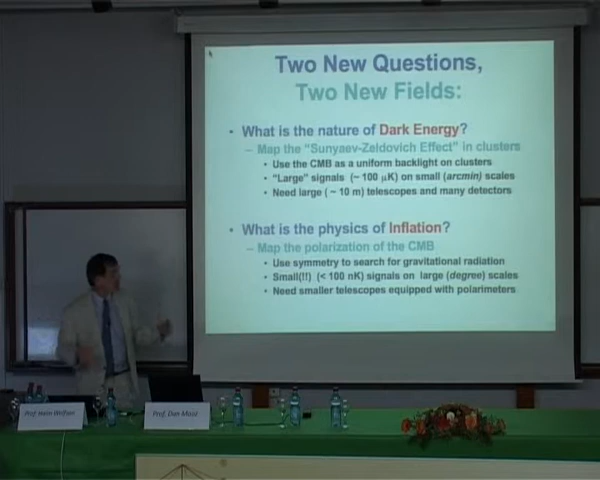 Two New Questions,
Two New Fields:
• What is the nature of Dark Energy?
– Map the "Sunyaev-Zeldovich Effect" in clusters
• Use the CMB as a uniform backlight on clusters
• "Large" signals (~ 100 μK) on small (arcmin) scales
• Need large ( ~ 10 m) telescopes and many detectors
• What is the physics of Inflation?
– Map the polarization of the CMB
• Use symmetry to search for gravitational radiation
• Small(!!) (< 100 nK) signals on large (degree) scales
• Need smaller telescopes equipped with polarimeters
Prof.
Prof. Dan